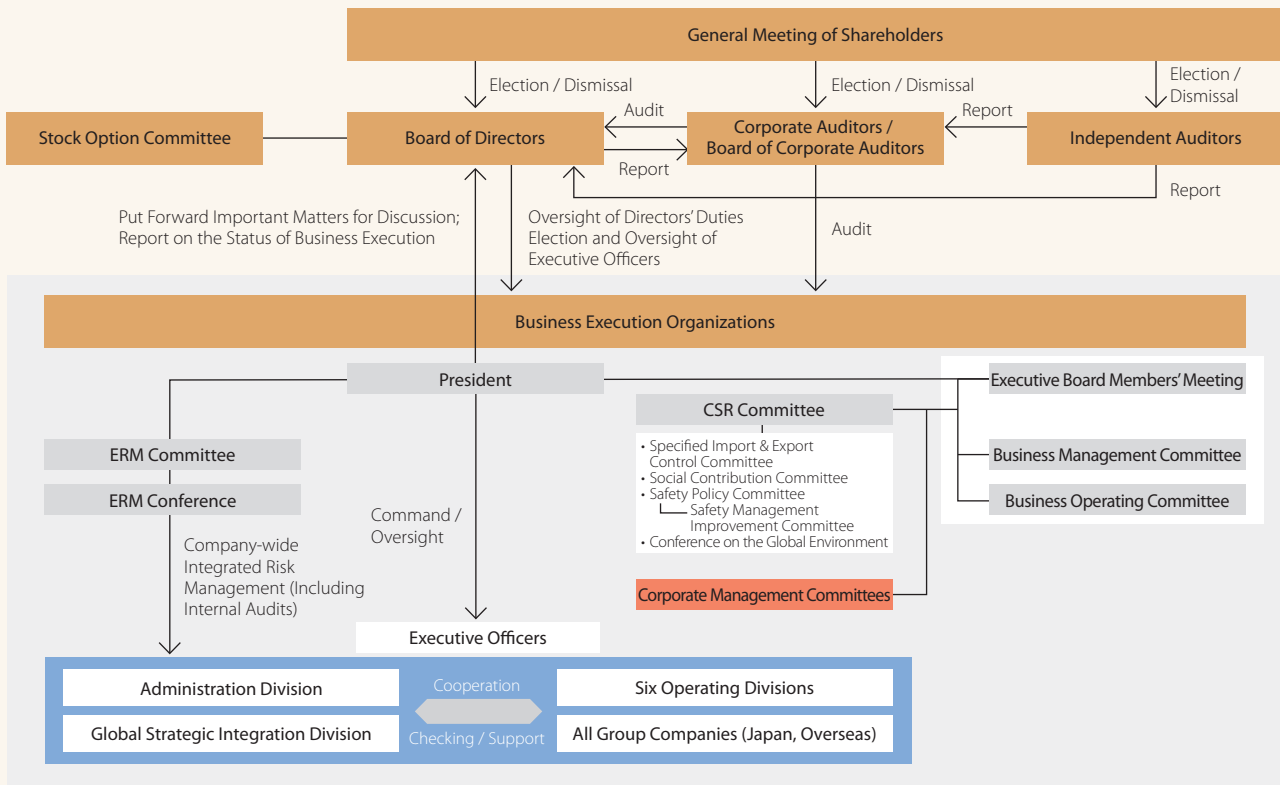 General Meeting of Shareholders
Election / Dismissal
Election / Dismissal
Election /
Dismissal
Stock Option Committee
Board of Directors
Audit
Report
Corporate Auditors /
Board of Corporate Auditors
Report
Independent Auditors
Report
Put Forward Important Matters for Discussion;
Report on the Status of Business Execution
Oversight of Directors’ Duties
Election and Oversight of
Executive Officers
Audit
Business Execution Organizations
President
Executive Board Members’ Meeting
CSR Committee
• Specified Import & Export
Control Committee
• Social Contribution Committee
• Safety Policy Committee
Safety Management
Improvement Committee
• Conference on the Global Environment
Business Management Committee
Business Operating Committee
ERM Committee
ERM Conference
Company-wide
Integrated Risk
Management (Including
Internal Audits)
Command /
Oversight
Corporate Management Committees
Executive Officers
Administration Division
Global Strategic Integration Division
Cooperation
Checking / Support
Six Operating Divisions
All Group Companies (Japan, Overseas)